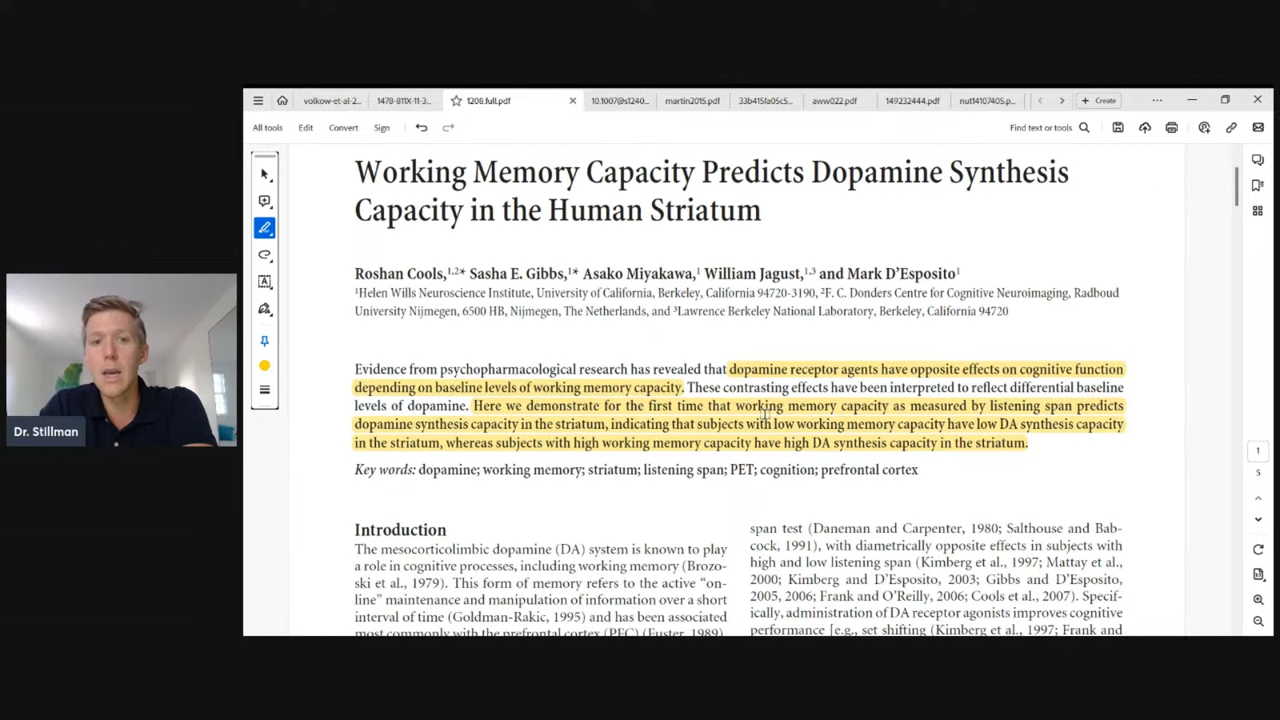 volkow-et-al-2...
1478-811X-11-3...
1208.full.pdf
10.1007@s1240...
martin2015.pdf
33b415fa05c5...
aww022.pdf
149232444.pdf
nut14107405.p...
Create
All tools
Edit
Convert
Sign
Find text or tools
Working Memory Capacity Predicts Dopamine Synthesis
Capacity in the Human Striatum
Roshan Cools,1,2* Sasha E. Gibbs,1* Asako Miyakawa,1 William Jagust,1,3 and Mark D'Esposito1
1Helen Wills Neuroscience Institute, University of California, Berkeley, California 94720-3190, 2F. C. Donders Centre for Cognitive Neuroimaging, Radboud
University Nijmegen, 6500 HB, Nijmegen, The Netherlands, and 3Lawrence Berkeley National Laboratory, Berkeley, California 94720
Evidence from psychopharmacological research has revealed that dopamine receptor agents have opposite effects on cognitive function
depending on baseline levels of working memory capacity. These contrasting effects have been interpreted to reflect differential baseline
levels of dopamine. Here we demonstrate for the first time that working memory capacity as measured by listening span predicts
dopamine synthesis capacity in the striatum, indicating that subjects with low working memory capacity have low DA synthesis capacity
in the striatum, whereas subjects with high working memory capacity have high DA synthesis capacity in the striatum.
Key words: dopamine; working memory; striatum; listening span; PET; cognition; prefrontal cortex
Introduction
The mesocorticolimbic dopamine (DA) system is known to play
a role in cognitive processes, including working memory (Brozo-
ski et al., 1979). This form of memory refers to the active “on-
line” maintenance and manipulation of information over a short
interval of time (Goldman-Rakic, 1995) and has been associated
most commonly with the prefrontal cortex (PFC) (Fuster, 1989).
span test (Daneman and Carpenter, 1980; Salthouse and Bab-
cock, 1991), with diametrically opposite effects in subjects with
high and low listening span (Kimberg et al., 1997; Mattay et al.,
2000; Kimberg and D'Esposito, 2003; Gibbs and D'Esposito,
2005, 2006; Frank and O'Reilly, 2006; Cools et al., 2007). Specif-
ically, administration of DA receptor agonists improves cognitive
performance [e.g., set shifting (Kimberg et al., 1997; Frank and
1
5
Dr. Stillman